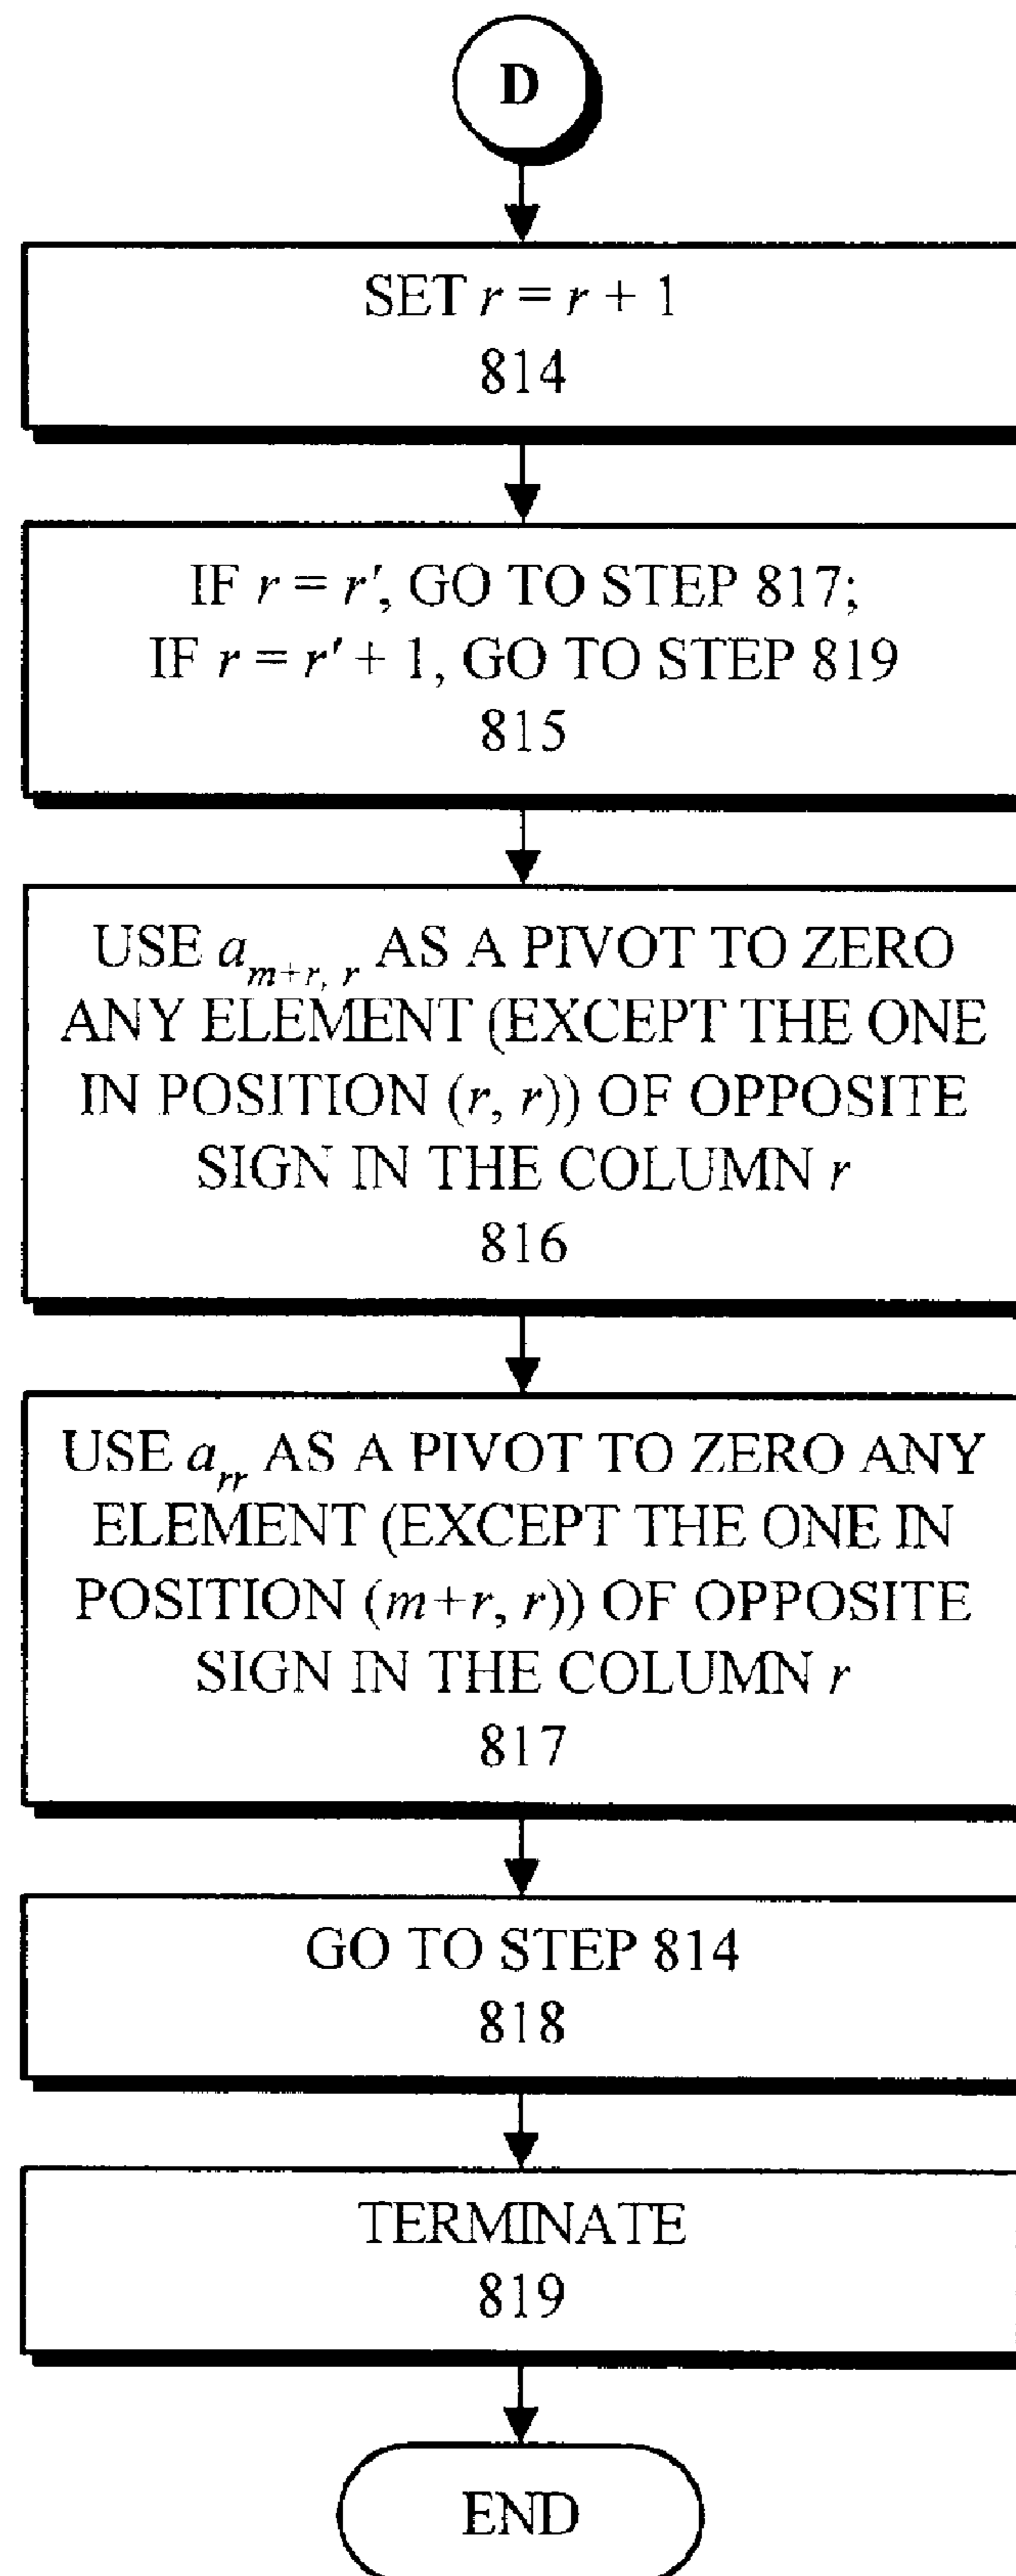 D
SET r = r + 1
814
IF r = r′, GO TO STEP 817;
IF r = r′ + 1, GO TO STEP 819
815
USE a_{m+r, r} AS A PIVOT TO ZERO
ANY ELEMENT (EXCEPT THE ONE
IN POSITION (r, r)) OF OPPOSITE
SIGN IN THE COLUMN r
816
USE a_{rr} AS A PIVOT TO ZERO ANY
ELEMENT (EXCEPT THE ONE IN
POSITION (m+r, r)) OF OPPOSITE
SIGN IN THE COLUMN r
817
GO TO STEP 814
818
TERMINATE
819
END